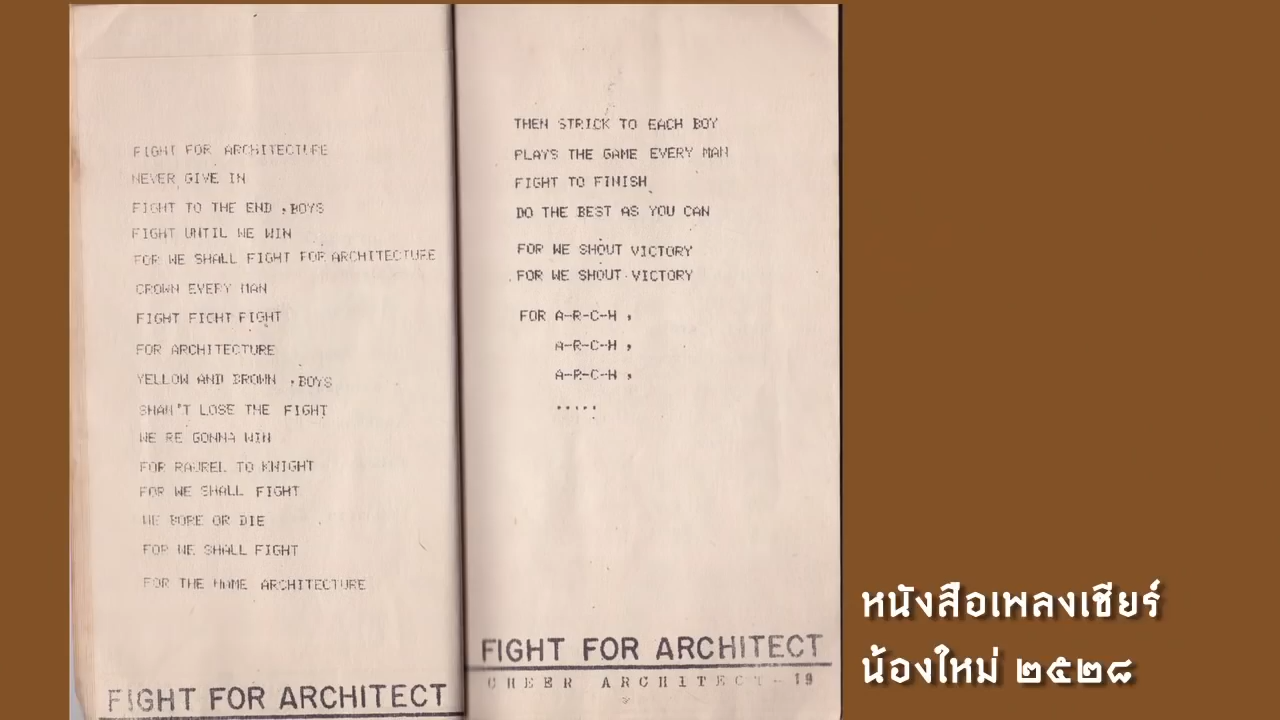 FIGHT FOR ARCHITECTURE
NEVER GIVE IN
FIGHT TO THE END ,BOYS
FIGHT UNTIL WE WIN
FOR WE SHALL FIGHT FOR ARCHITECTURE
CROWN EVERY MAN
FIGHT FICHT FIGHT
FOR ARCHITECTURE
YELLOW AND BROWN ,BOYS
SHAN'T LOSE THE FIGHT
WE RE GONNA WIN
FOR RAUREL TO KNIGHT
FOR WE SHALL FIGHT
WE BORE OR DIE
FOR WE SHALL FIGHT
FOR THE NAME ARCHITECTURE
FIGHT FOR ARCHITECT
THEN STRICK TO EACH BOY
PLAYS THE GAME EVERY MAN
FIGHT TO FINISH
DO THE BEST AS YOU CAN
FOR WE SHOUT VICTORY
FOR WE SHOUT VICTORY
FOR A-R-C-H ,
A-R-C-H ,
A-R-C-H ,
.....
FIGHT FOR ARCHITECT
CHEER ARCHITECT-19
หนังสือเพลงเชียร์
น้องใหม่ ๒๕๒๘